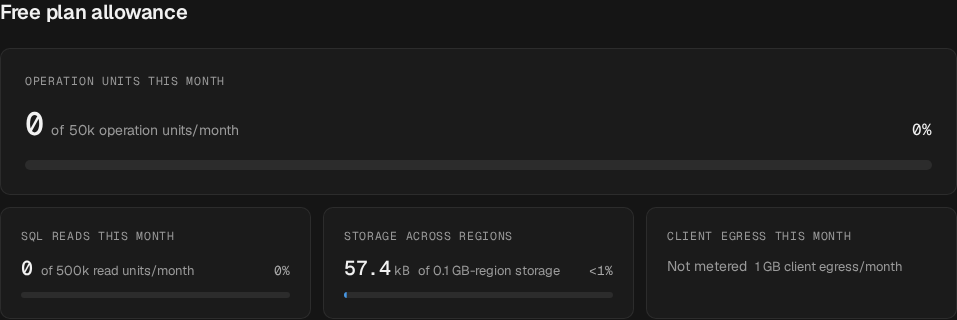 Free plan allowance
OPERATION UNITS THIS MONTH
0 of 50k operation units/month 0%
SQL READS THIS MONTH
0 of 500k read units/month 0%
STORAGE ACROSS REGIONS
57.4 kB of 0.1 GB-region storage <1%
CLIENT EGRESS THIS MONTH
Not metered 1 GB client egress/month